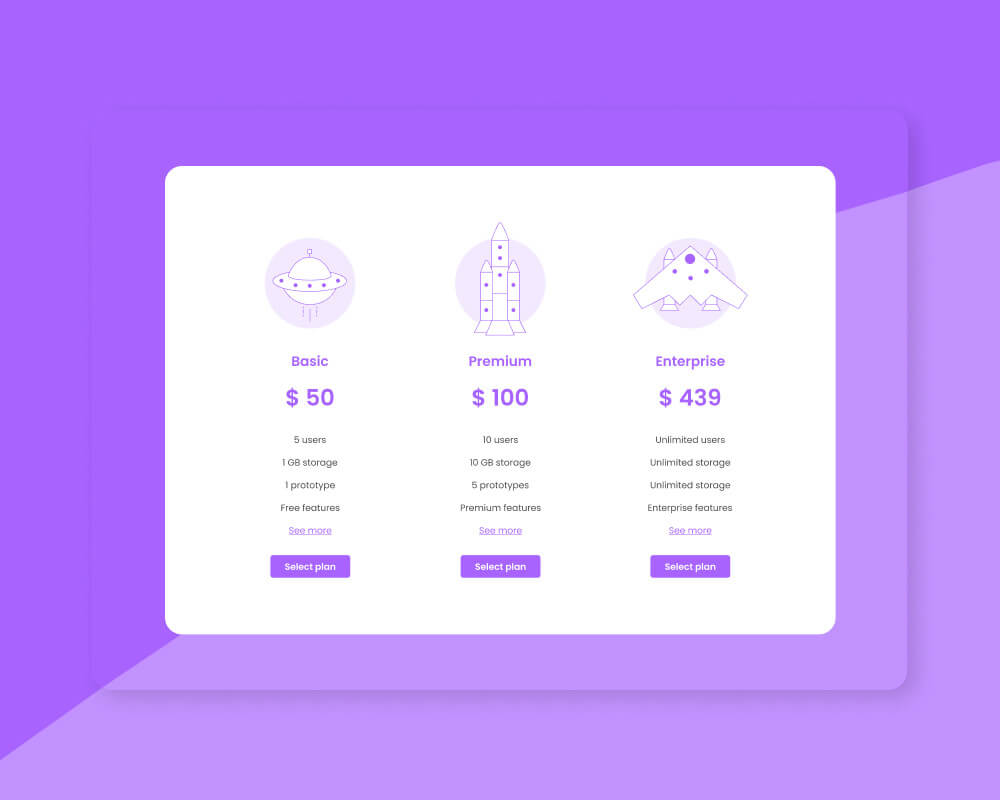 Basic
$ 50
5 users
1 GB storage
1 prototype
Free features
See more
Select plan
Premium
$ 100
10 users
10 GB storage
5 prototypes
Premium features
See more
Select plan
Enterprise
$ 439
Unlimited users
Unlimited storage
Unlimited storage
Enterprise features
See more
Select plan